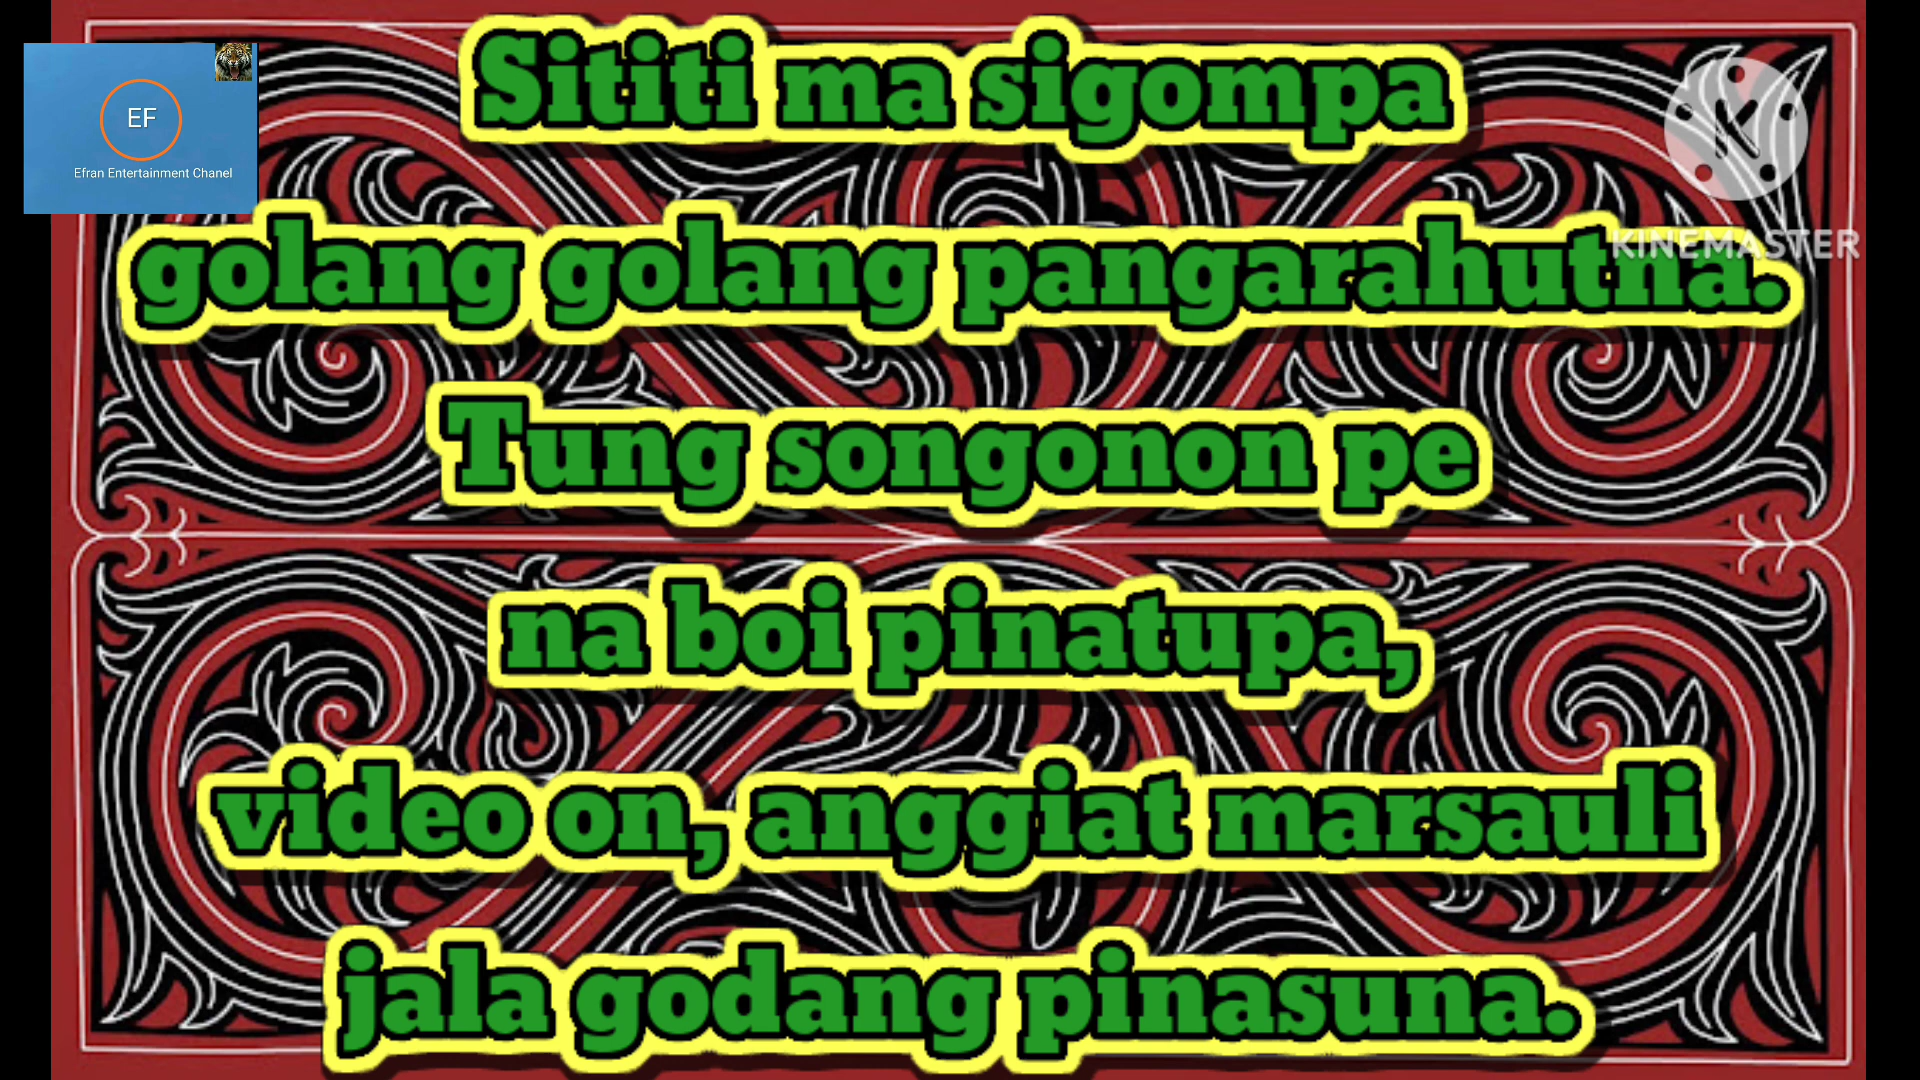 EF
Efran Entertainment Chanel
KINEMASTER
Sititi ma sigompa
golang golang pangarahutna.
Tung songonon pe
na boi pinatupa,
video on, anggiat marsauli
jala godang pinasuna.